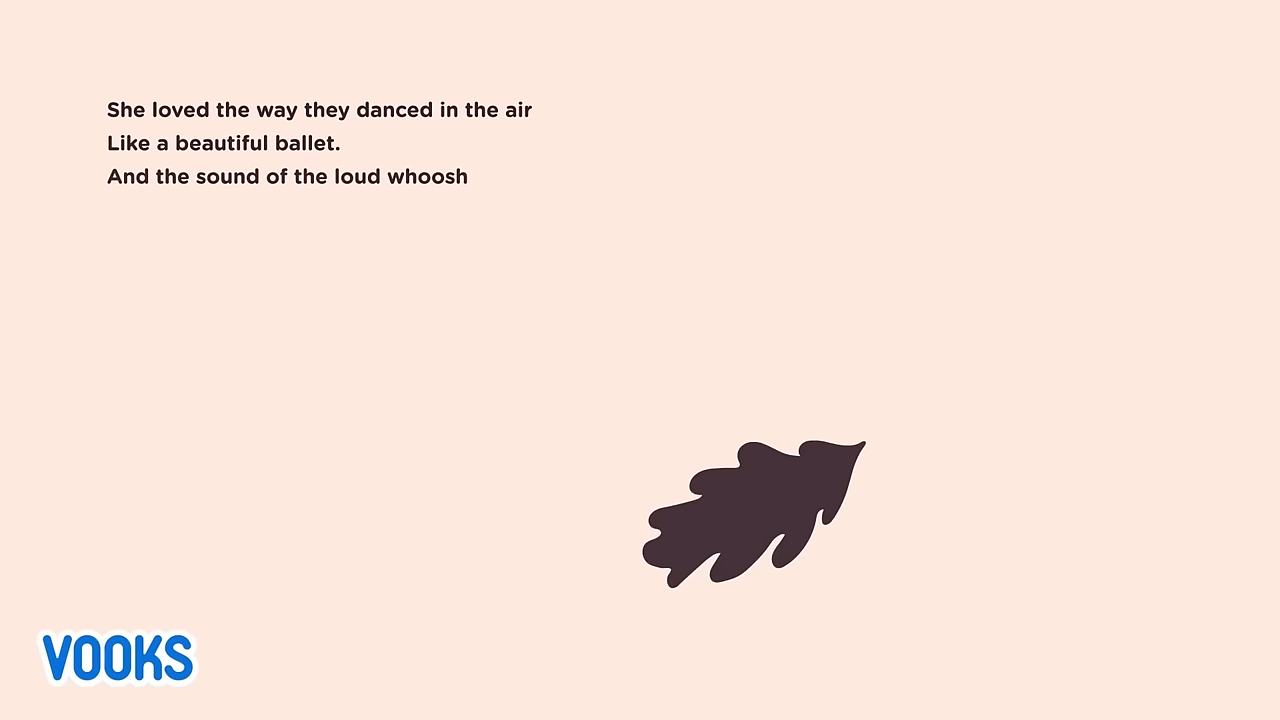 She loved the way they danced in the air
Like a beautiful ballet.
And the sound of the loud whoosh
VOOKS